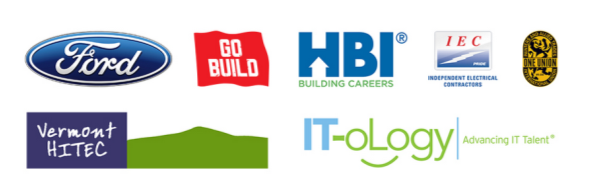 Ford
GO
BUILD
HBI®
BUILDING CAREERS
IEC
PRIDE
INDEPENDENT ELECTRICAL
CONTRACTORS
ONE UNION
Vermont
HITEC
IT-oLogy
Advancing IT Talent®